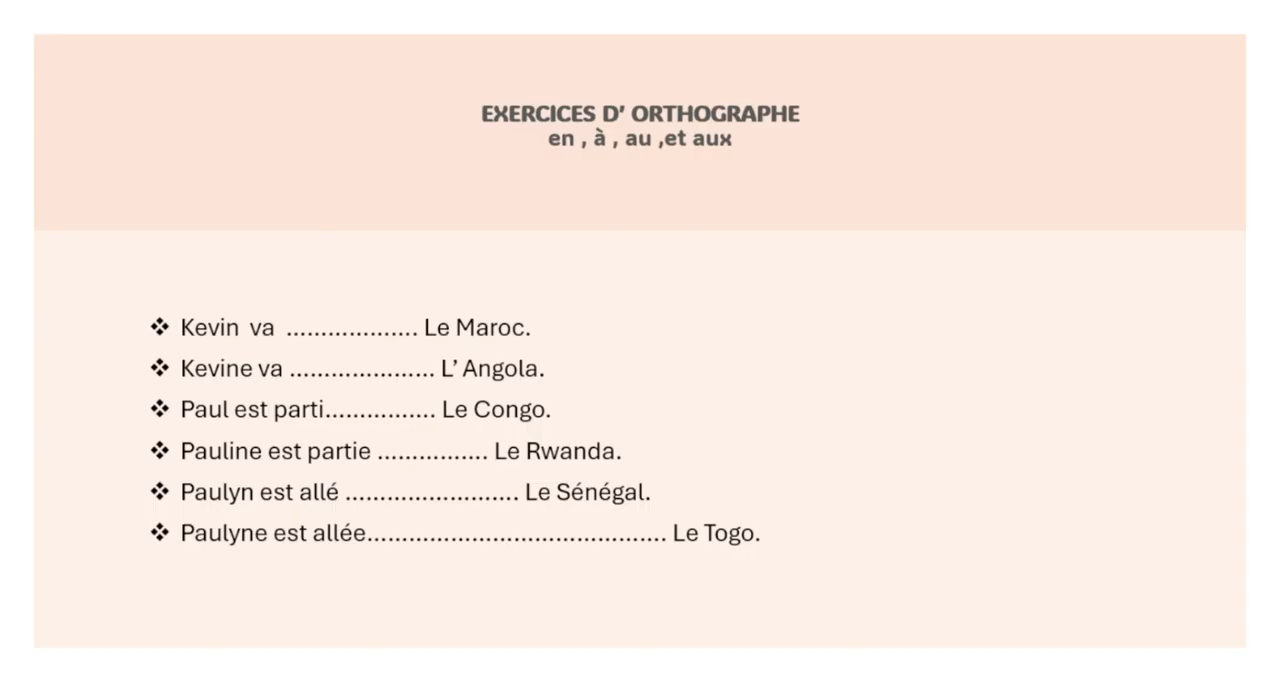 EXERCICES D’ ORTHOGRAPHE
en , à , au ,et aux
❖ Kevin va ................... Le Maroc.
❖ Kevine va ..................... L’ Angola.
❖ Paul est parti................ Le Congo.
❖ Pauline est partie ................ Le Rwanda.
❖ Paulyn est allé ......................... Le Sénégal.
❖ Paulyne est allée........................................... Le Togo.